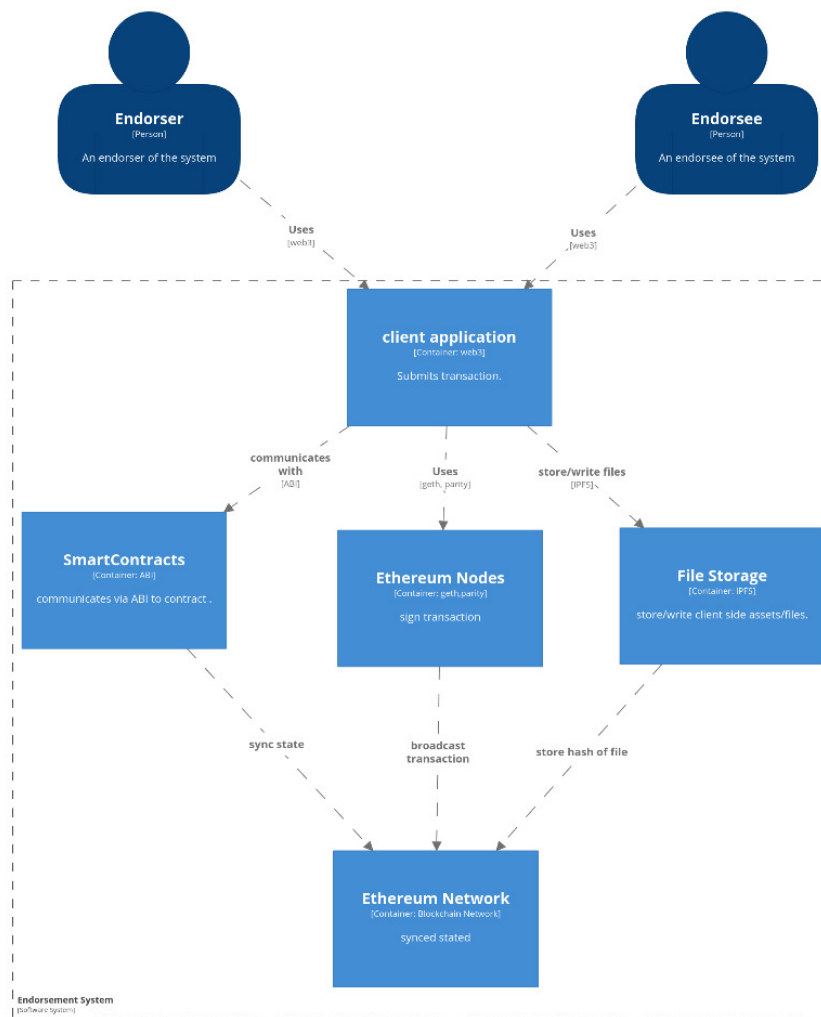 Endorser
[Person]
An endorser of the system
Endorsee
[Person]
An endorsee of the system
Uses
[web3]
Uses
[web3]
client application
[Container: web3]
Submits transaction.
communicates
with
[ABI]
Uses
[geth, parity]
store/write files
[IPFS]
SmartContracts
[Container: ABI]
communicates via ABI to contract .
Ethereum Nodes
[Container: geth,parity]
sign transaction
File Storage
[Container: IPFS]
store/write client side assets/files.
sync state
broadcast
transaction
store hash of file
Ethereum Network
[Container: Blockchain Network]
synced stated
Endorsement System
[Software System]